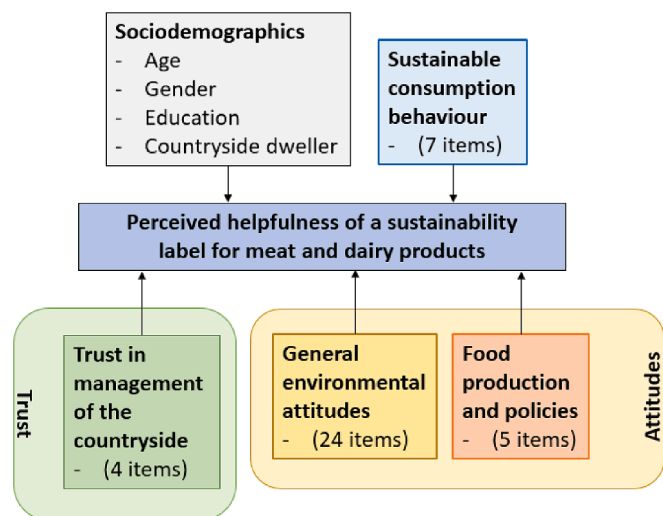 Sociodemographics
- Age
- Gender
- Education
- Countryside dweller
Sustainable
consumption
behaviour
- (7 items)
Perceived helpfulness of a sustainability
label for meat and dairy products
Trust
Trust in
management
of the
countryside
- (4 items)
General
environmental
attitudes
- (24 items)
Food
production
and policies
- (5 items)
Attitudes